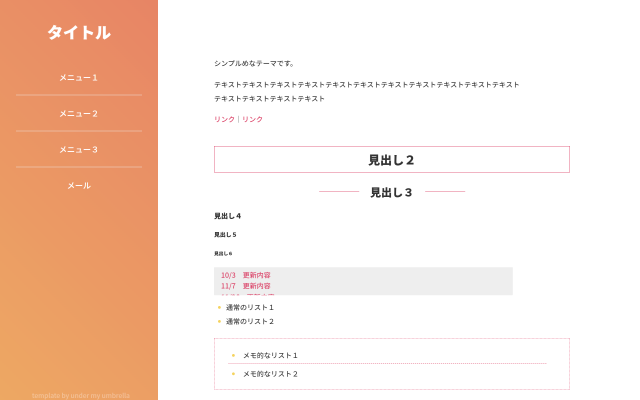 タイトル
メニュー１
メニュー２
メニュー３
メール
template by under my umbrella
シンプルめなテーマです。
テキストテキストテキストテキストテキストテキストテキストテキストテキストテキストテキスト
テキストテキストテキストテキスト
リンク｜リンク
見出し２
見出し３
見出し４
見出し５
見出し６
10/3　更新内容
11/7　更新内容
通常のリスト１
通常のリスト２
メモ的なリスト１
メモ的なリスト２